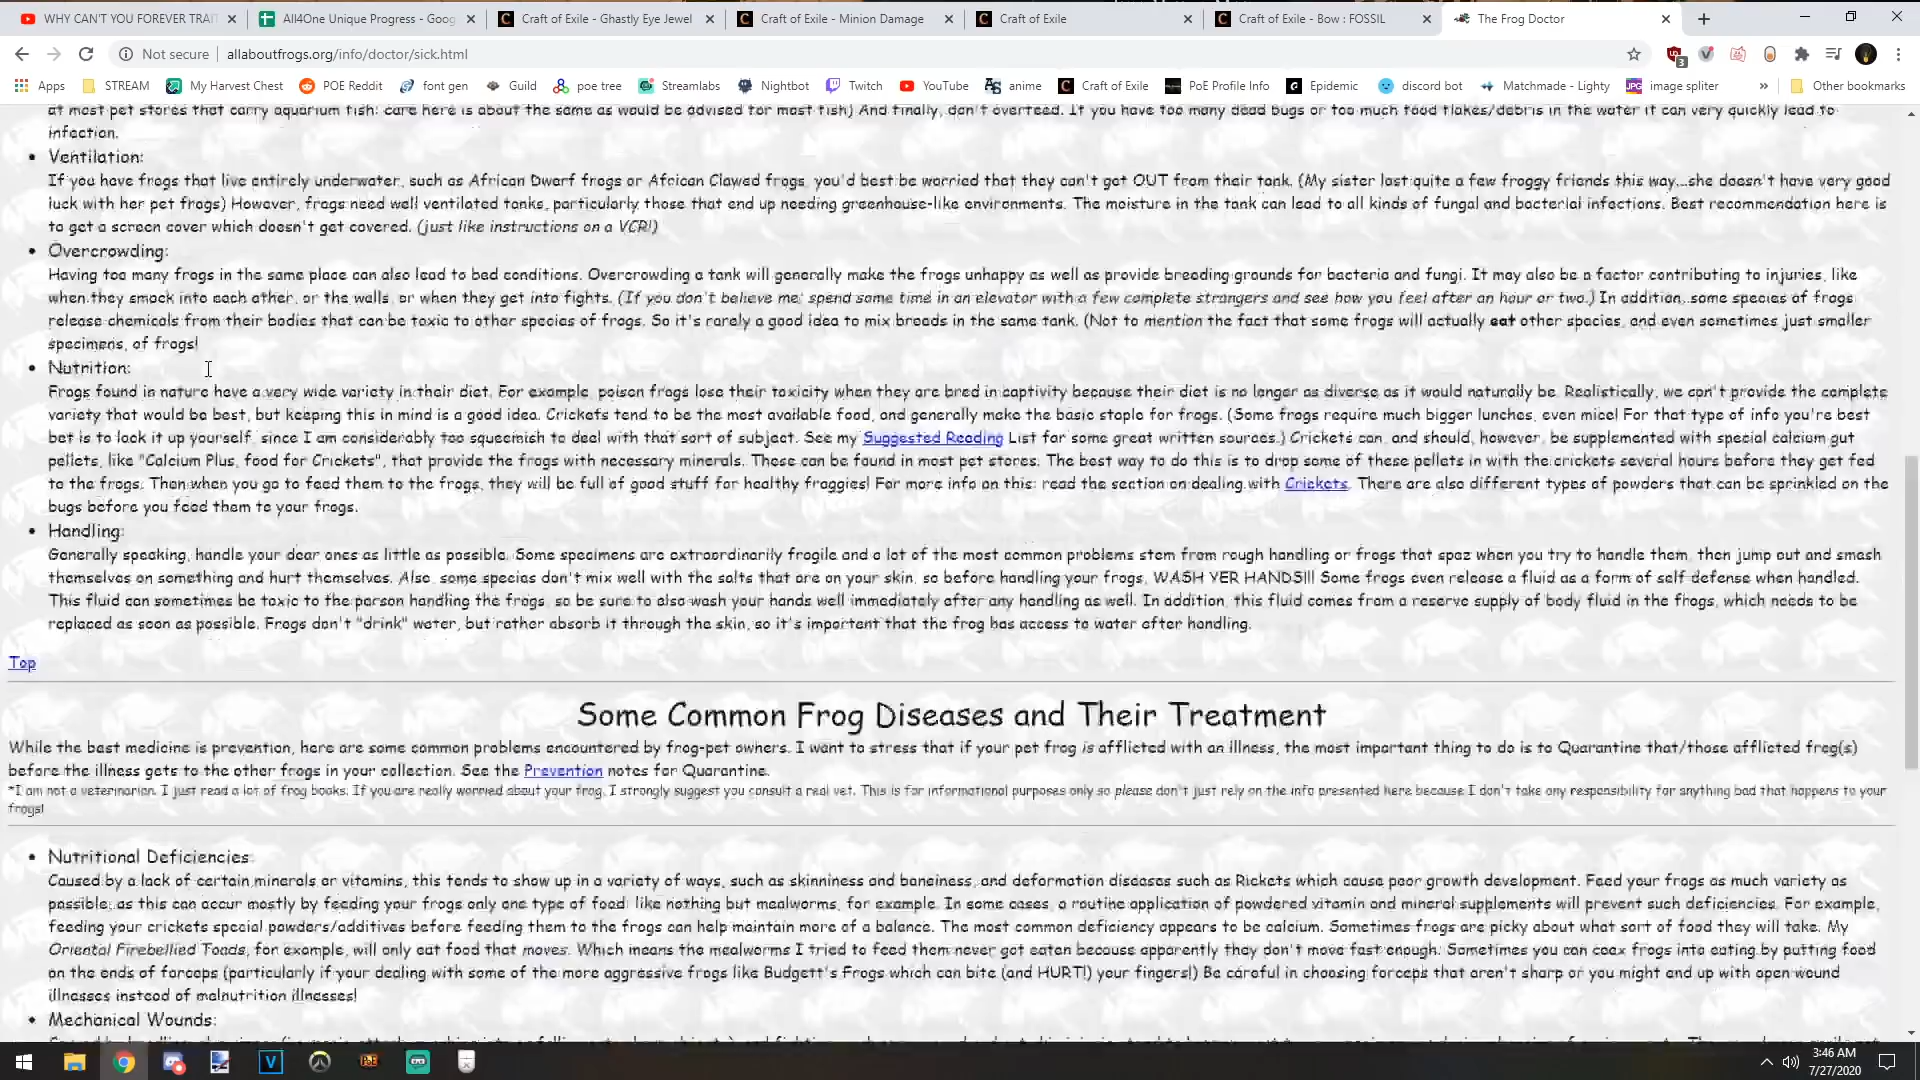 WHY CAN'T YOU FOREVER TRAI
All4One Unique Progress - Goog
Craft of Exile - Ghastly Eye Jewel
Craft of Exile - Minion Damage
Craft of Exile
Craft of Exile - Bow : FOSSIL
The Frog Doctor
Not secure
allaboutfrogs.org/info/doctor/sick.html
3
Apps
STREAM
My Harvest Chest
POE Reddit
font gen
Guild
poe tree
Streamlabs
Nightbot
Twitch
YouTube
anime
Craft of Exile
PoE Profile Info
Epidemic
discord bot
Matchmade - Lighty
image spliter
»
Other bookmarks
at most pet stores that carry aquarium fish: care here is about the same as would be advised for most fish) And finally, don't overfeed. If you have too many dead bugs or too much food flakes/debris in the water it can very quickly lead to
infection.
• Ventilation:
If you have frogs that live entirely underwater, such as African Dwarf frogs or African Clawed frogs, you'd best be worried that they can't get OUT from their tank. (My sister lost quite a few froggy friends this way...she doesn't have very good
luck with her pet frogs) However, frogs need well ventilated tanks, particularly those that end up needing greenhouse-like environments. The moisture in the tank can lead to all kinds of fungal and bacterial infections. Best recommendation here is
to get a screen cover which doesn't get covered. (just like instructions on a VCR!)
• Overcrowding:
Having too many frogs in the same place can also lead to bad conditions. Overcrowding a tank will generally make the frogs unhappy as well as provide breeding grounds for bacteria and fungi. It may also be a factor contributing to injuries, like
when they smack into each other, or the walls, or when they get into fights. (If you don't believe me, spend some time in an elevator with a few complete strangers and see how you feel after an hour or two.) In addition, some species of frogs
release chemicals from their bodies that can be toxic to other species of frogs. So it's rarely a good idea to mix breeds in the same tank. (Not to mention the fact that some frogs will actually eat other species, and even sometimes just smaller
specimens, of frogs!
• Nutrition:
Frogs found in nature have a very wide variety in their diet. For example, poison frogs lose their toxicity when they are bred in captivity because their diet is no longer as diverse as it would naturally be. Realistically, we can't provide the complete
variety that would be best, but keeping this in mind is a good idea. Crickets tend to be the most available food, and generally make the basic staple for frogs. (Some frogs require much bigger lunches, even mice! For that type of info you're best
bet is to look it up yourself, since I am considerably too squeemish to deal with that sort of subject. See my Suggested Reading List for some great written sources.) Crickets can, and should, however, be supplemented with special calcium gut
pellets, like "Calcium Plus, food for Crickets", that provide the frogs with necessary minerals. These can be found in most pet stores. The best way to do this is to drop some of these pellets in with the crickets several hours before they get fed
to the frogs. Then when you go to feed them to the frogs, they will be full of good stuff for healthy froggies! For more info on this: read the section on dealing with Crickets. There are also different types of powders that can be sprinkled on the
bugs before you feed them to your frogs.
• Handling:
Generally speaking, handle your dear ones as little as possible. Some specimens are extraordinarily fragile and a lot of the most common problems stem from rough handling or frogs that spaz when you try to handle them, then jump out and smash
themselves on something and hurt themselves. Also, some species don't mix well with the salts that are on your skin, so before handling your frogs, WASH YER HANDS!!! Some frogs even release a fluid as a form of self defense when handled.
This fluid can sometimes be toxic to the person handling the frogs, so be sure to also wash your hands well immediately after any handling as well. In addition, this fluid comes from a reserve supply of body fluid in the frogs, which needs to be
replaced as soon as possible. Frogs don't "drink" water, but rather absorb it through the skin, so it's important that the frog has access to water after handling.
Top
Some Common Frog Diseases and Their Treatment
While the best medicine is prevention, here are some common problems encountered by frog-pet owners. I want to stress that if your pet frog is afflicted with an illness, the most important thing to do is to Quarantine that/those afflicted frog(s)
before the illness gets to the other frogs in your collection. See the Prevention notes for Quarantine.
*I am not a veterinarian. I just read a lot of frog books. If you are really worried about your frog, I strongly suggest you consult a real vet. This is for informational purposes only so please don't just rely on the info presented here because I don't take any responsibility for anything bad that happens to your
frogs!
• Nutritional Deficiencies:
Caused by a lack of certain minerals or vitamins, this tends to show up in a variety of ways, such as skinniness and boneiness, and deformation diseases such as Rickets which cause poor growth development. Feed your frogs as much variety as
possible, as this can occur mostly by feeding your frogs only one type of food: like nothing but mealworms, for example. In some cases, a routine application of powdered vitamin and mineral supplements will prevent such deficiencies. For example,
feeding your crickets special powders/additives before feeding them to the frogs can help maintain more of a balance. The most common deficiency appears to be calcium. Sometimes frogs are picky about what sort of food they will take. My
Oriental Firebellied Toads, for example, will only eat food that moves. Which means the mealworms I tried to feed them never got eaten because apparently they don't move fast enough. Sometimes you can coax frogs into eating by putting food
on the ends of forceps (particularly if your dealing with some of the more aggressive frogs like Budgett's Frogs which can bite (and HURT!) your fingers!) Be careful in choosing forceps that aren't sharp or you might end up with open wound
illnesses instead of malnutrition illnesses!
• Mechanical Wounds:
3:46 AM
7/27/2020